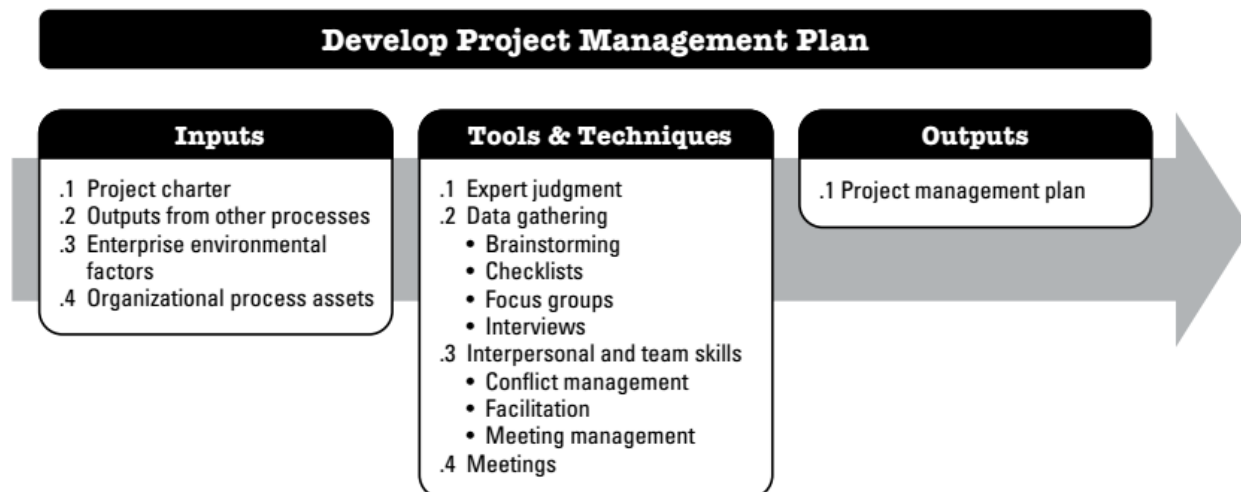 Develop Project Management Plan
Inputs
.1 Project charter
.2 Outputs from other processes
.3 Enterprise environmental
factors
.4 Organizational process assets
Tools & Techniques
.1 Expert judgment
.2 Data gathering
• Brainstorming
• Checklists
• Focus groups
• Interviews
.3 Interpersonal and team skills
• Conflict management
• Facilitation
• Meeting management
.4 Meetings
Outputs
.1 Project management plan